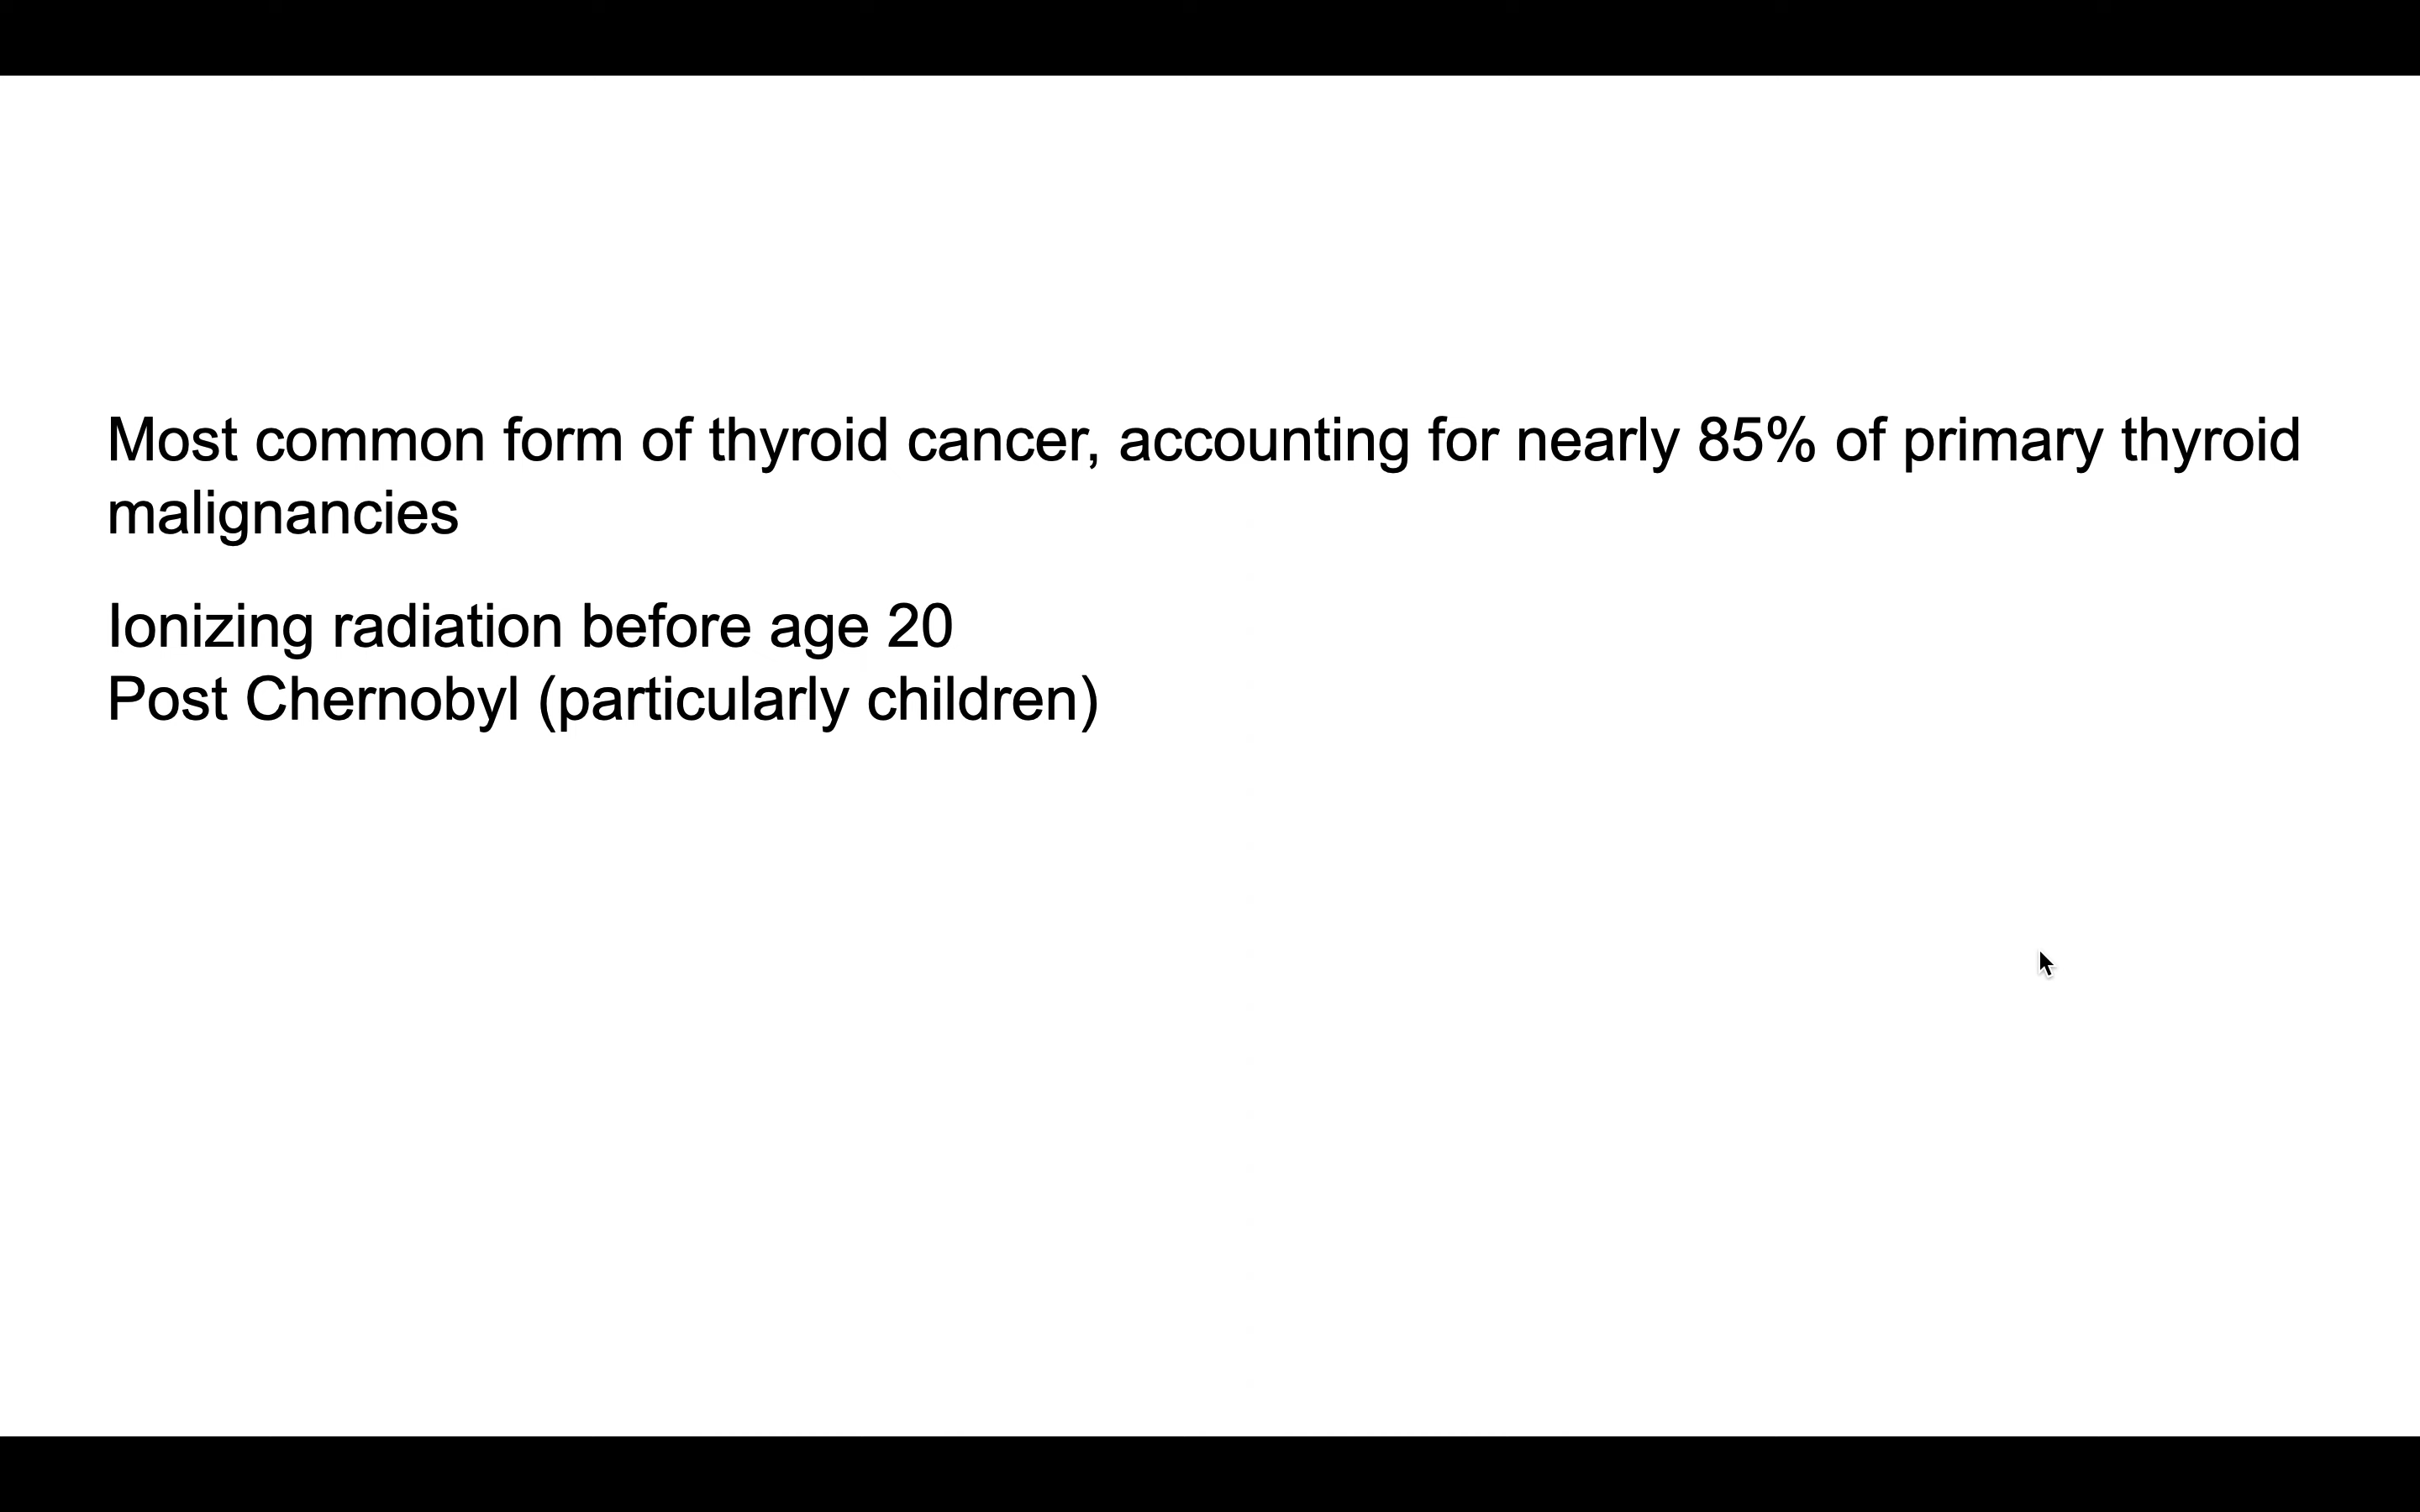 Most common form of thyroid cancer, accounting for nearly 85% of primary thyroid
malignancies
Ionizing radiation before age 20
Post Chernobyl (particularly children)